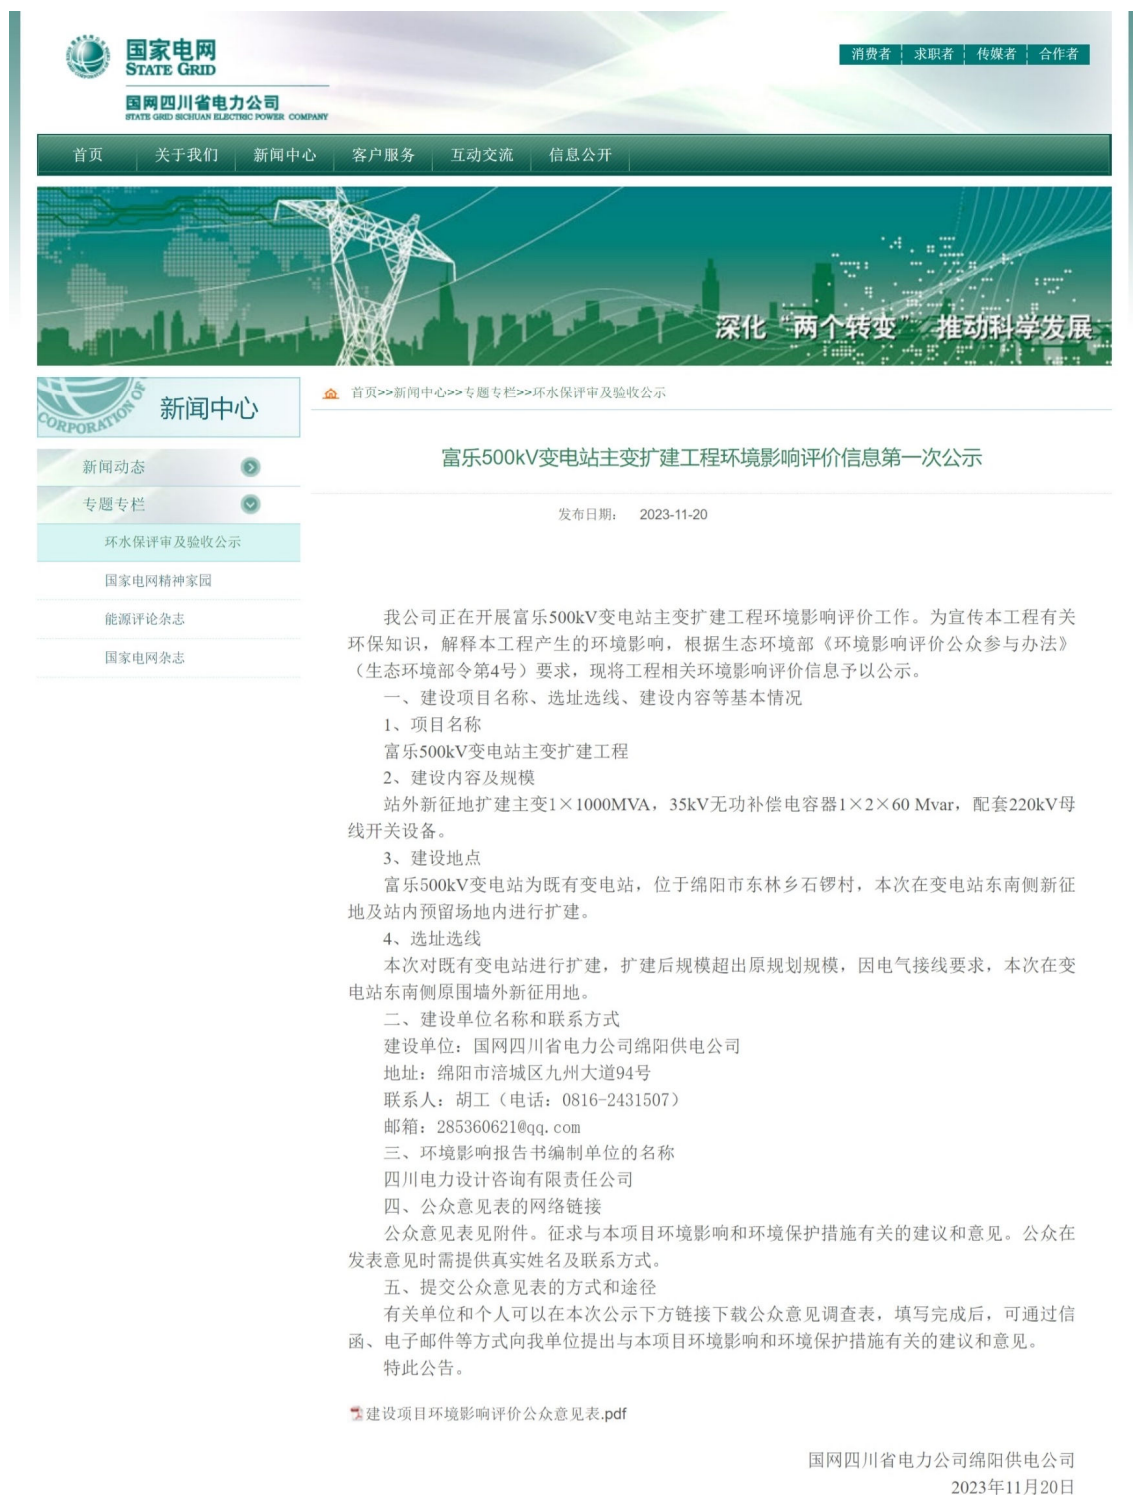 国家电网
STATE GRID
国网四川省电力公司
STATE GRID SICHUAN ELECTRIC POWER COMPANY
消费者 求职者 传媒者 合作者
首页 关于我们 新闻中心 客户服务 互动交流 信息公开
深化“两个转变” 推动科学发展
CORPORATION OF
新闻中心
新闻动态
专题专栏
环水保评审及验收公示
国家电网精神家园
能源评论杂志
国家电网杂志
首页>>新闻中心>>专题专栏>>环水保评审及验收公示
富乐500kV变电站主变扩建工程环境影响评价信息第一次公示
发布日期： 2023-11-20
我公司正在开展富乐500kV变电站主变扩建工程环境影响评价工作。为宣传本工程有关
环保知识，解释本工程产生的环境影响，根据生态环境部《环境影响评价公众参与办法》
（生态环境部令第4号）要求，现将工程相关环境影响评价信息予以公示。
一、建设项目名称、选址选线、建设内容等基本情况
1、项目名称
富乐500kV变电站主变扩建工程
2、建设内容及规模
站外新征地扩建主变1×1000MVA，35kV无功补偿电容器1×2×60 Mvar，配套220kV母
线开关设备。
3、建设地点
富乐500kV变电站为既有变电站，位于绵阳市东林乡石锣村，本次在变电站东南侧新征
地及站内预留场地内进行扩建。
4、选址选线
本次对既有变电站进行扩建，扩建后规模超出原规划规模，因电气接线要求，本次在变
电站东南侧原围墙外新征用地。
二、建设单位名称和联系方式
建设单位：国网四川省电力公司绵阳供电公司
地址：绵阳市涪城区九州大道94号
联系人：胡工（电话：0816-2431507）
邮箱：285360621@qq.com
三、环境影响报告书编制单位的名称
四川电力设计咨询有限责任公司
四、公众意见表的网络链接
公众意见表见附件。征求与本项目环境影响和环境保护措施有关的建议和意见。公众在
发表意见时需提供真实姓名及联系方式。
五、提交公众意见表的方式和途径
有关单位和个人可以在本次公示下方链接下载公众意见调查表，填写完成后，可通过信
函、电子邮件等方式向我单位提出与本项目环境影响和环境保护措施有关的建议和意见。
特此公告。
建设项目环境影响评价公众意见表.pdf
国网四川省电力公司绵阳供电公司
2023年11月20日